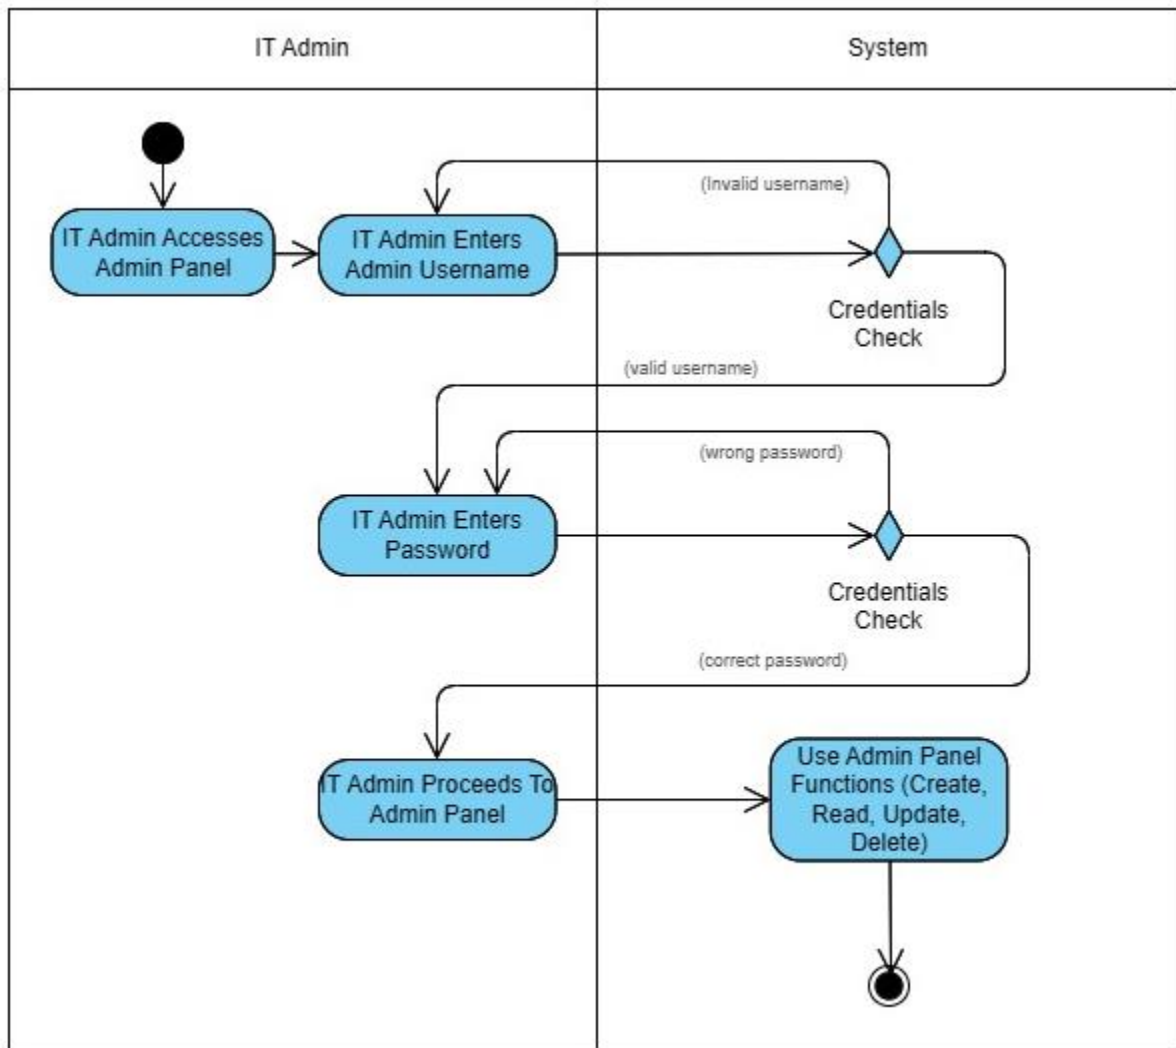 IT Admin
System
(Invalid username)
IT Admin Accesses
Admin Panel
IT Admin Enters
Admin Username
Credentials
Check
(valid username)
(wrong password)
IT Admin Enters
Password
Credentials
Check
(correct password)
IT Admin Proceeds To
Admin Panel
Use Admin Panel
Functions (Create,
Read, Update,
Delete)